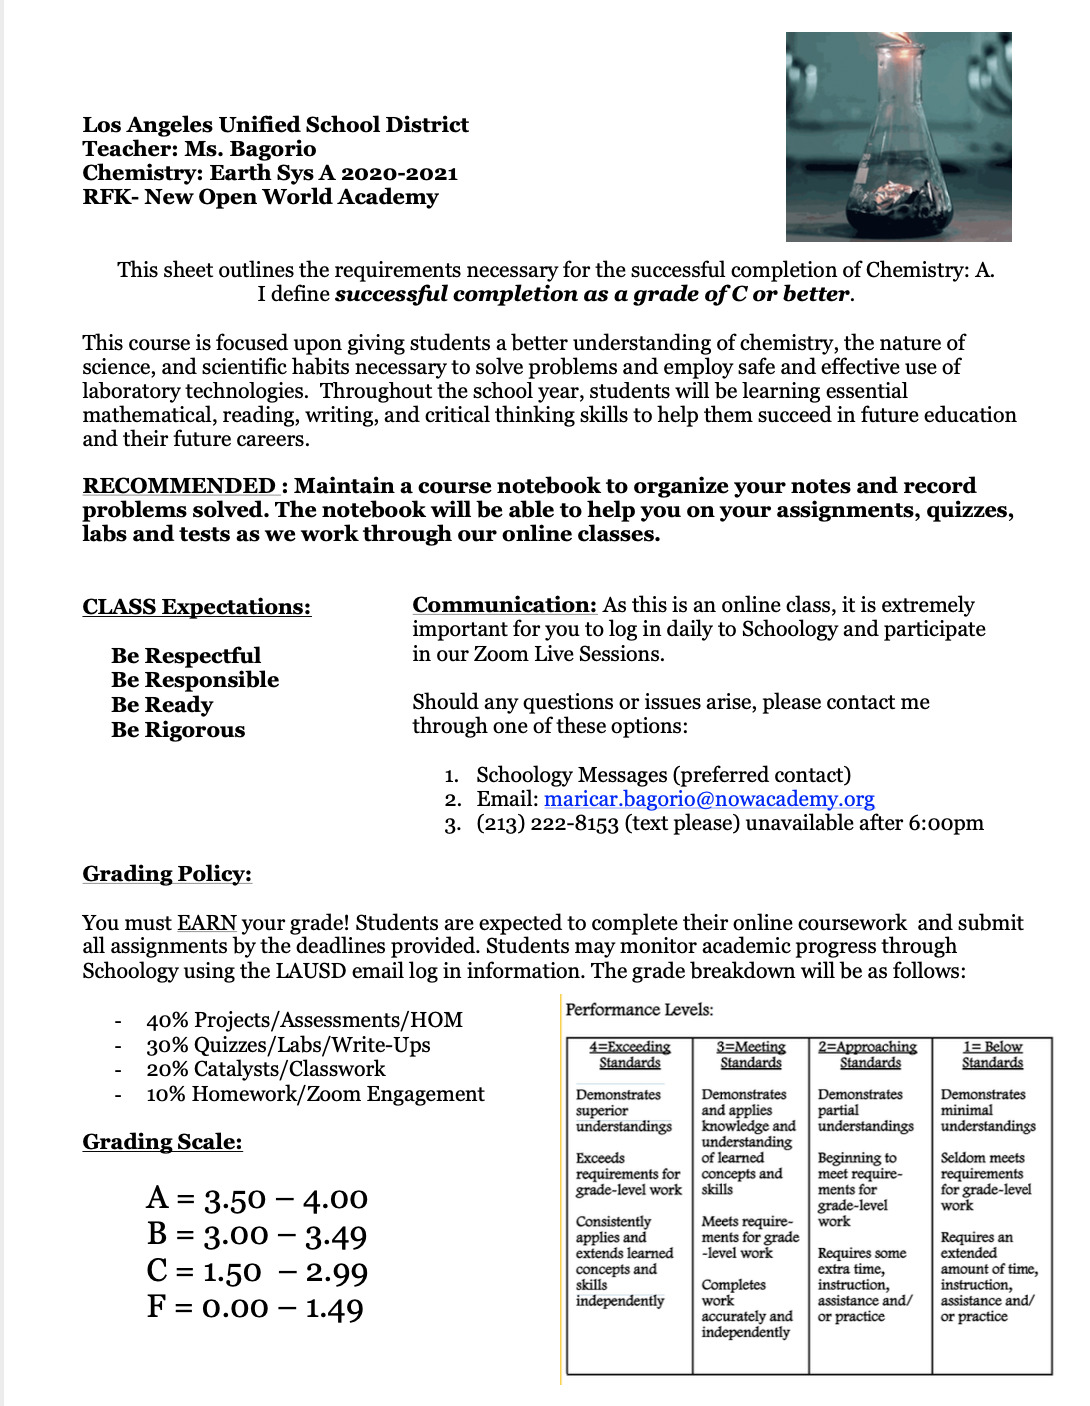 Los Angeles Unified School District
Teacher: Ms. Bagorio
Chemistry: Earth Sys A 2020-2021
RFK- New Open World Academy
This sheet outlines the requirements necessary for the successful completion of Chemistry: A.
I define successful completion as a grade of C or better.
This course is focused upon giving students a better understanding of chemistry, the nature of
science, and scientific habits necessary to solve problems and employ safe and effective use of
laboratory technologies.  Throughout the school year, students will be learning essential
mathematical, reading, writing, and critical thinking skills to help them succeed in future education
and their future careers.
RECOMMENDED : Maintain a course notebook to organize your notes and record
problems solved. The notebook will be able to help you on your assignments, quizzes,
labs and tests as we work through our online classes.
CLASS Expectations:
Be Respectful
Be Responsible
Be Ready
Be Rigorous
Communication: As this is an online class, it is extremely
important for you to log in daily to Schoology and participate
in our Zoom Live Sessions.
Should any questions or issues arise, please contact me
through one of these options:
1. Schoology Messages (preferred contact)
2. Email: maricar.bagorio@nowacademy.org
3. (213) 222-8153 (text please) unavailable after 6:00pm
Grading Policy:
You must EARN your grade! Students are expected to complete their online coursework  and submit
all assignments by the deadlines provided. Students may monitor academic progress through
Schoology using the LAUSD email log in information. The grade breakdown will be as follows:
- 40% Projects/Assessments/HOM
- 30% Quizzes/Labs/Write-Ups
- 20% Catalysts/Classwork
- 10% Homework/Zoom Engagement
Grading Scale:
A = 3.50 – 4.00
B = 3.00 – 3.49
C = 1.50  – 2.99
F = 0.00 – 1.49
Performance Levels:
4=Exceeding
Standards
Demonstrates
superior
understandings
Exceeds
requirements for
grade-level work
Consistently
applies and
extends learned
concepts and
skills
independently
3=Meeting
Standards
Demonstrates
and applies
knowledge and
understanding
of learned
concepts and
skills
Meets require-
ments for grade
-level work
Completes
work
accurately and
independently
2=Approaching
Standards
Demonstrates
partial
understandings
Beginning to
meet require-
ments for
grade-level
work
Requires some
extra time,
instruction,
assistance and/
or practice
1= Below
Standards
Demonstrates
minimal
understandings
Seldom meets
requirements
for grade-level
work
Requires an
extended
amount of time,
instruction,
assistance and/
or practice